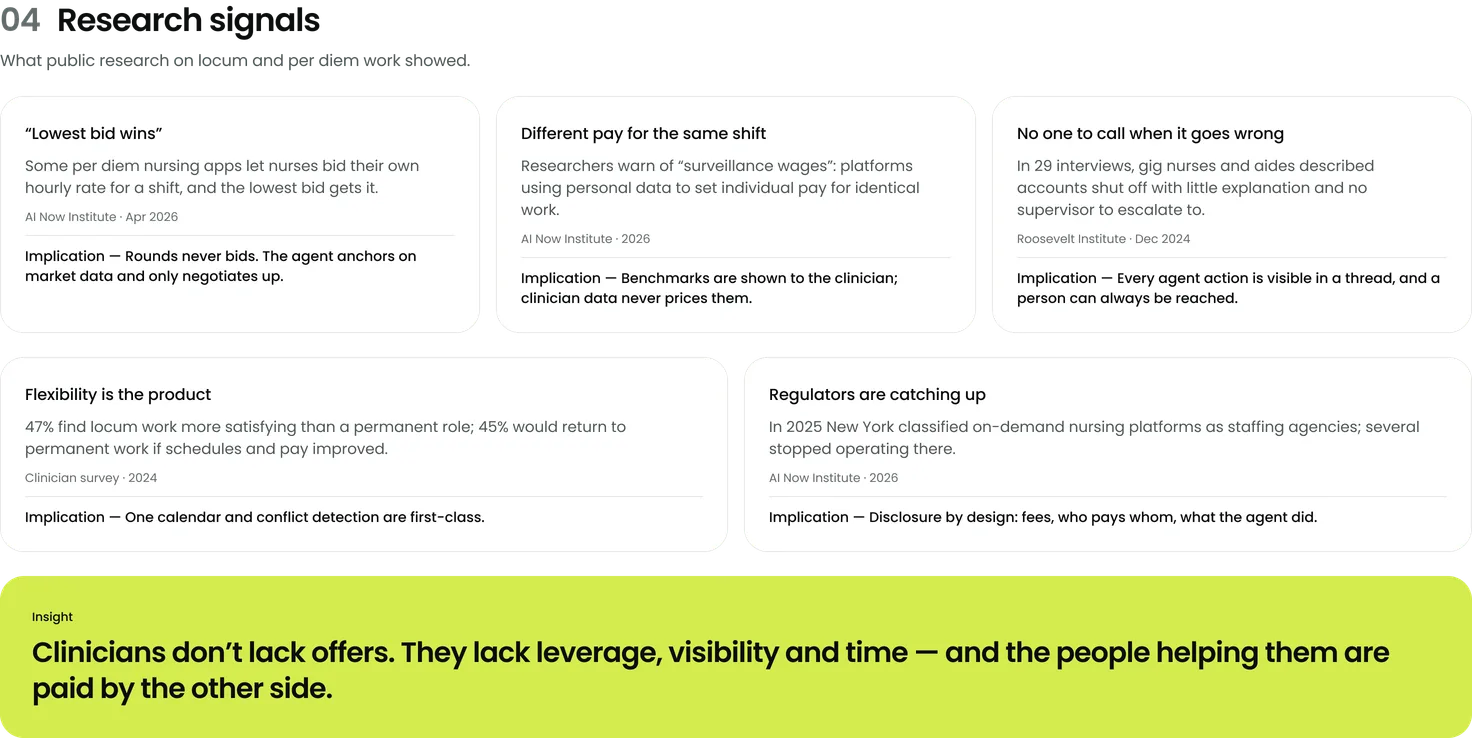 04 Research signals
What public research on locum and per diem work showed.
“Lowest bid wins”
Some per diem nursing apps let nurses bid their own
hourly rate for a shift, and the lowest bid gets it.
AI Now Institute · Apr 2026
Implication — Rounds never bids. The agent anchors on
market data and only negotiates up.
Different pay for the same shift
Researchers warn of “surveillance wages”: platforms
using personal data to set individual pay for identical
work.
AI Now Institute · 2026
Implication — Benchmarks are shown to the clinician;
clinician data never prices them.
No one to call when it goes wrong
In 29 interviews, gig nurses and aides described
accounts shut off with little explanation and no
supervisor to escalate to.
Roosevelt Institute · Dec 2024
Implication — Every agent action is visible in a thread, and a
person can always be reached.
Flexibility is the product
47% find locum work more satisfying than a permanent role; 45% would return to
permanent work if schedules and pay improved.
Clinician survey · 2024
Implication — One calendar and conflict detection are first-class.
Regulators are catching up
In 2025 New York classified on-demand nursing platforms as staffing agencies; several
stopped operating there.
AI Now Institute · 2026
Implication — Disclosure by design: fees, who pays whom, what the agent did.
Insight
Clinicians don’t lack offers. They lack leverage, visibility and time — and the people helping them are
paid by the other side.